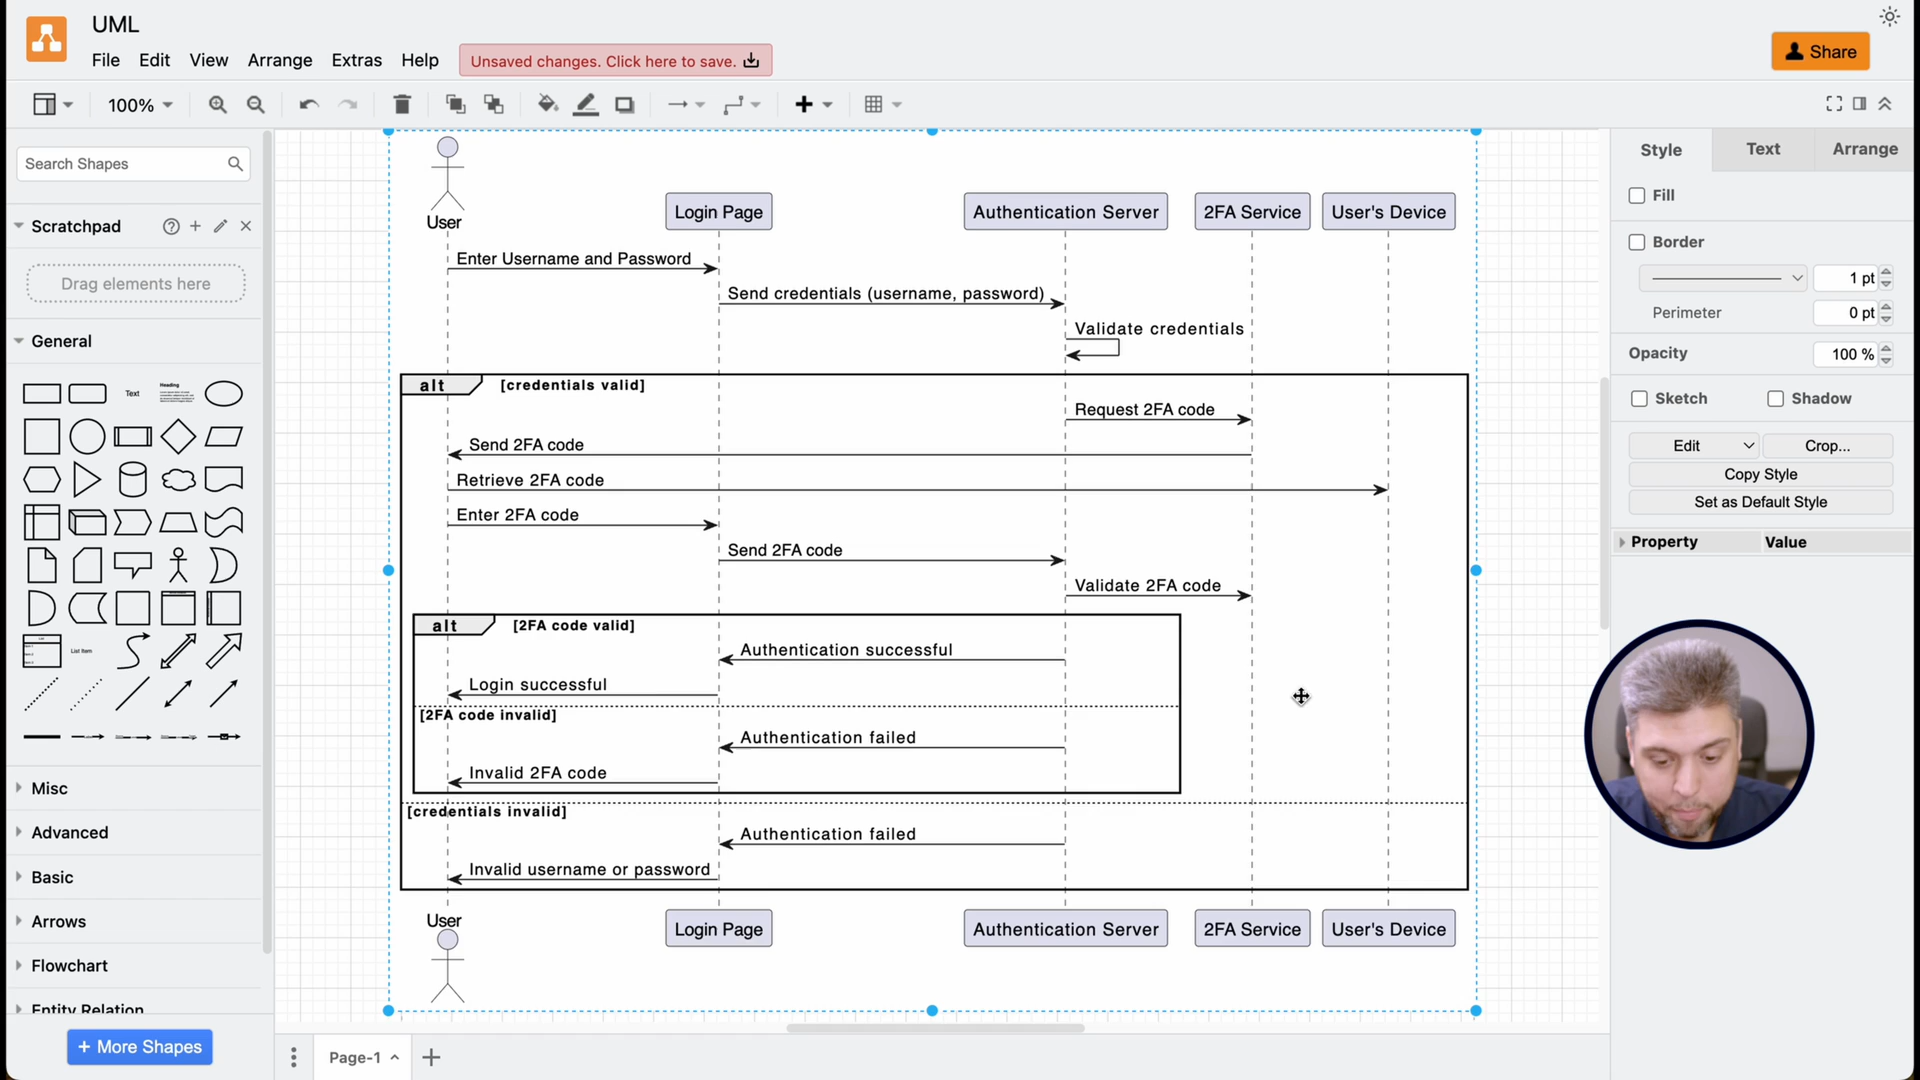 UML
File Edit View Arrange Extras Help Unsaved changes. Click here to save.
Share
100%
Search Shapes
Scratchpad
Drag elements here
General
Text
Heading
List Item
Misc
Advanced
Basic
Arrows
Flowchart
Entity Relation
+ More Shapes
User
Login Page
Authentication Server
2FA Service
User's Device
Enter Username and Password
Send credentials (username, password)
Validate credentials
alt [credentials valid]
Request 2FA code
Send 2FA code
Retrieve 2FA code
Enter 2FA code
Send 2FA code
Validate 2FA code
alt [2FA code valid]
Authentication successful
Login successful
[2FA code invalid]
Authentication failed
Invalid 2FA code
[credentials invalid]
Authentication failed
Invalid username or password
User
Login Page
Authentication Server
2FA Service
User's Device
Page-1
Style Text Arrange
Fill
Border
1 pt
Perimeter 0 pt
Opacity 100 %
Sketch Shadow
Edit Crop...
Copy Style
Set as Default Style
Property Value